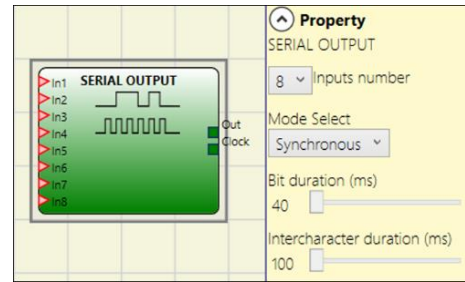 In1
SERIAL OUTPUT
In2
In3
In4
In5
In6
In7
In8
Out
Clock
Property
SERIAL OUTPUT
8 Inputs number
Mode Select
Synchronous
Bit duration (ms)
40
Intercharacter duration (ms)
100